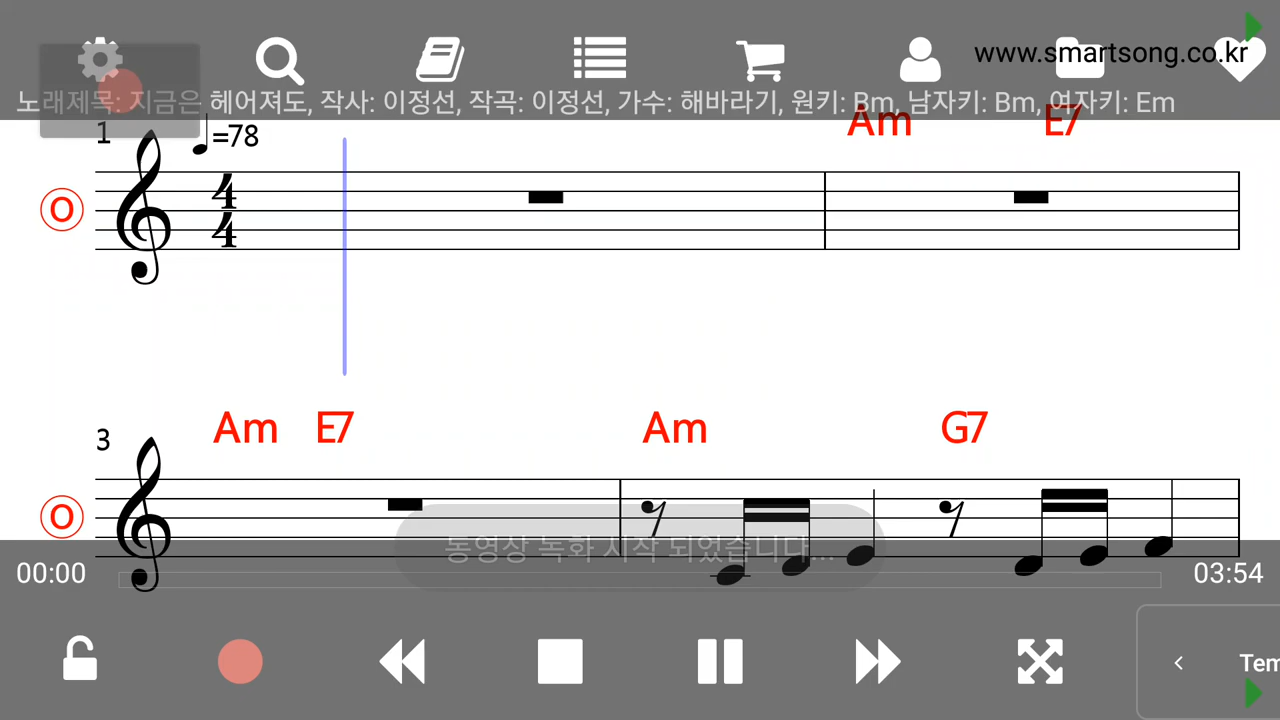 www.smartsong.co.kr
노래제목: 지금은 헤어져도, 작사: 이정선, 작곡: 이정선, 가수: 해바라기, 원키: Bm, 남자키: Bm, 여자키: Em
1 =78 Am E7
4
4
O
Am E7 Am G7
3
O
동영상 녹화 시작 되었습니다...
00:00 03:54
Tem